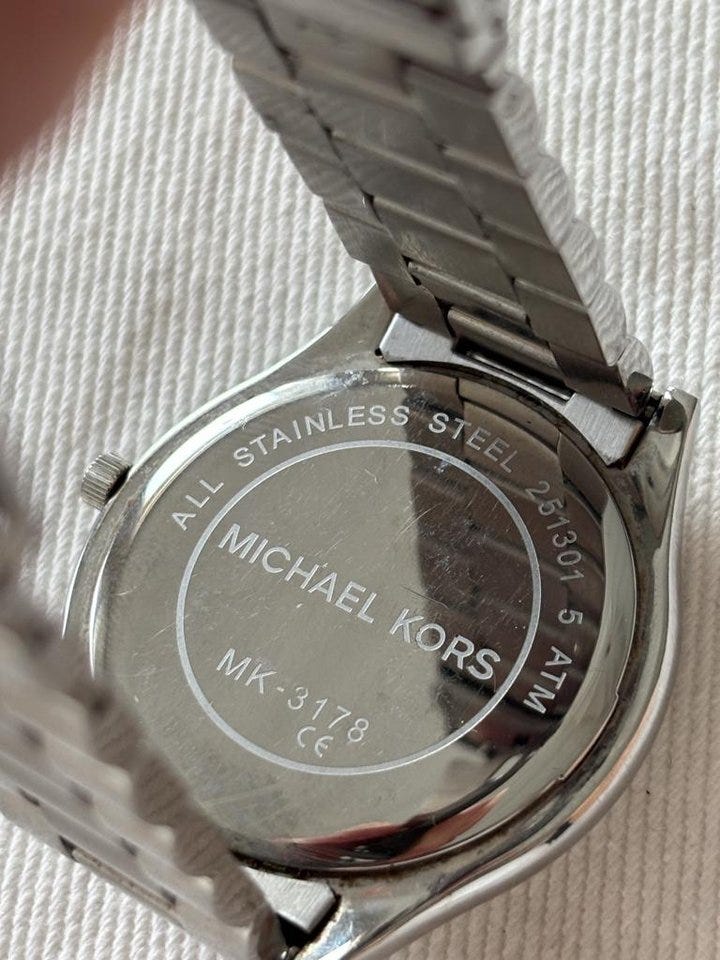 ALL STAINLESS STEEL 251301 5 ATM
MICHAEL KORS
MK-3178
CE